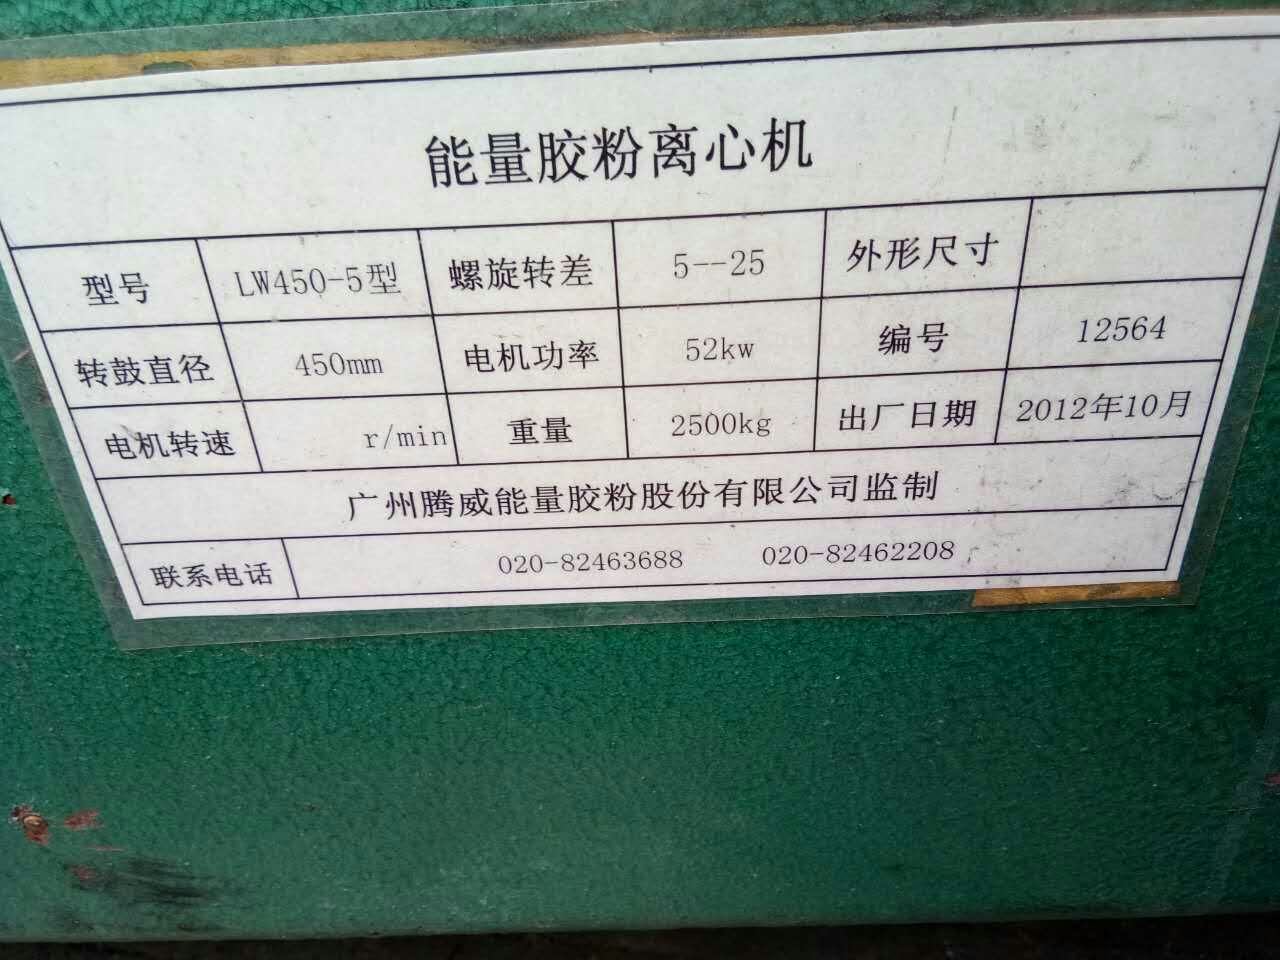 能量胶粉离心机
型号 LW450-5型 螺旋转差 5--25 外形尺寸
转鼓直径 450mm 电机功率 52kw 编号 12564
电机转速 r/min 重量 2500kg 出厂日期 2012年10月
广州腾威能量胶粉股份有限公司监制
联系电话 020-82463688 020-82462208